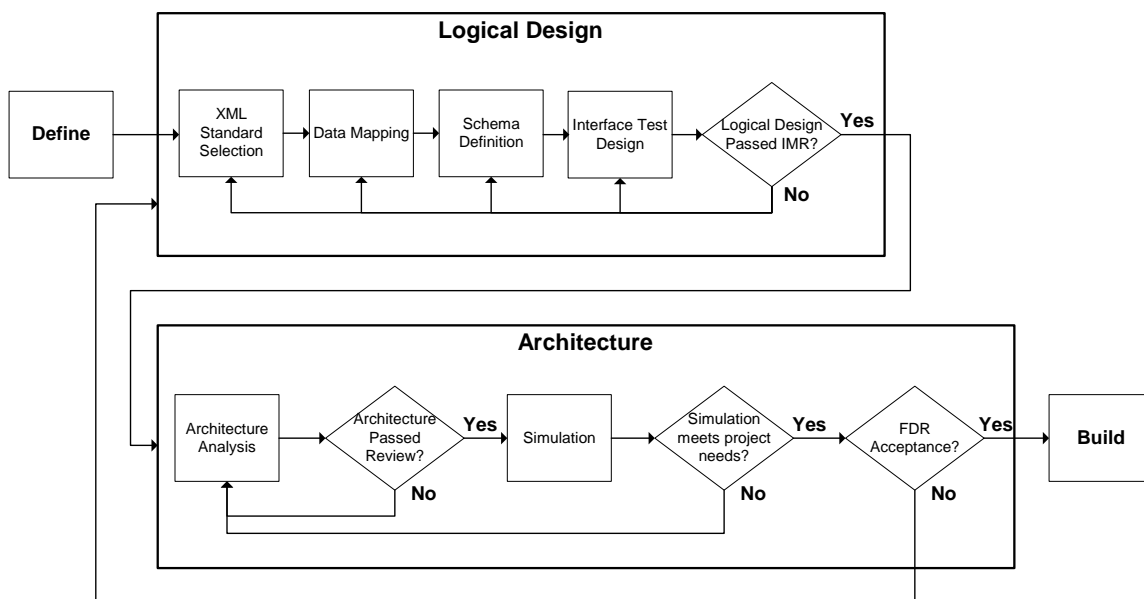 Logical Design
Define
XML
Standard
Selection
Data Mapping
Schema
Definition
Interface Test
Design
Logical Design
Passed IMR?
Yes
No
Architecture
Architecture
Analysis
Architecture
Passed
Review?
Yes
No
Simulation
Simulation
meets project
needs?
Yes
No
FDR
Acceptance?
Yes
No
Build